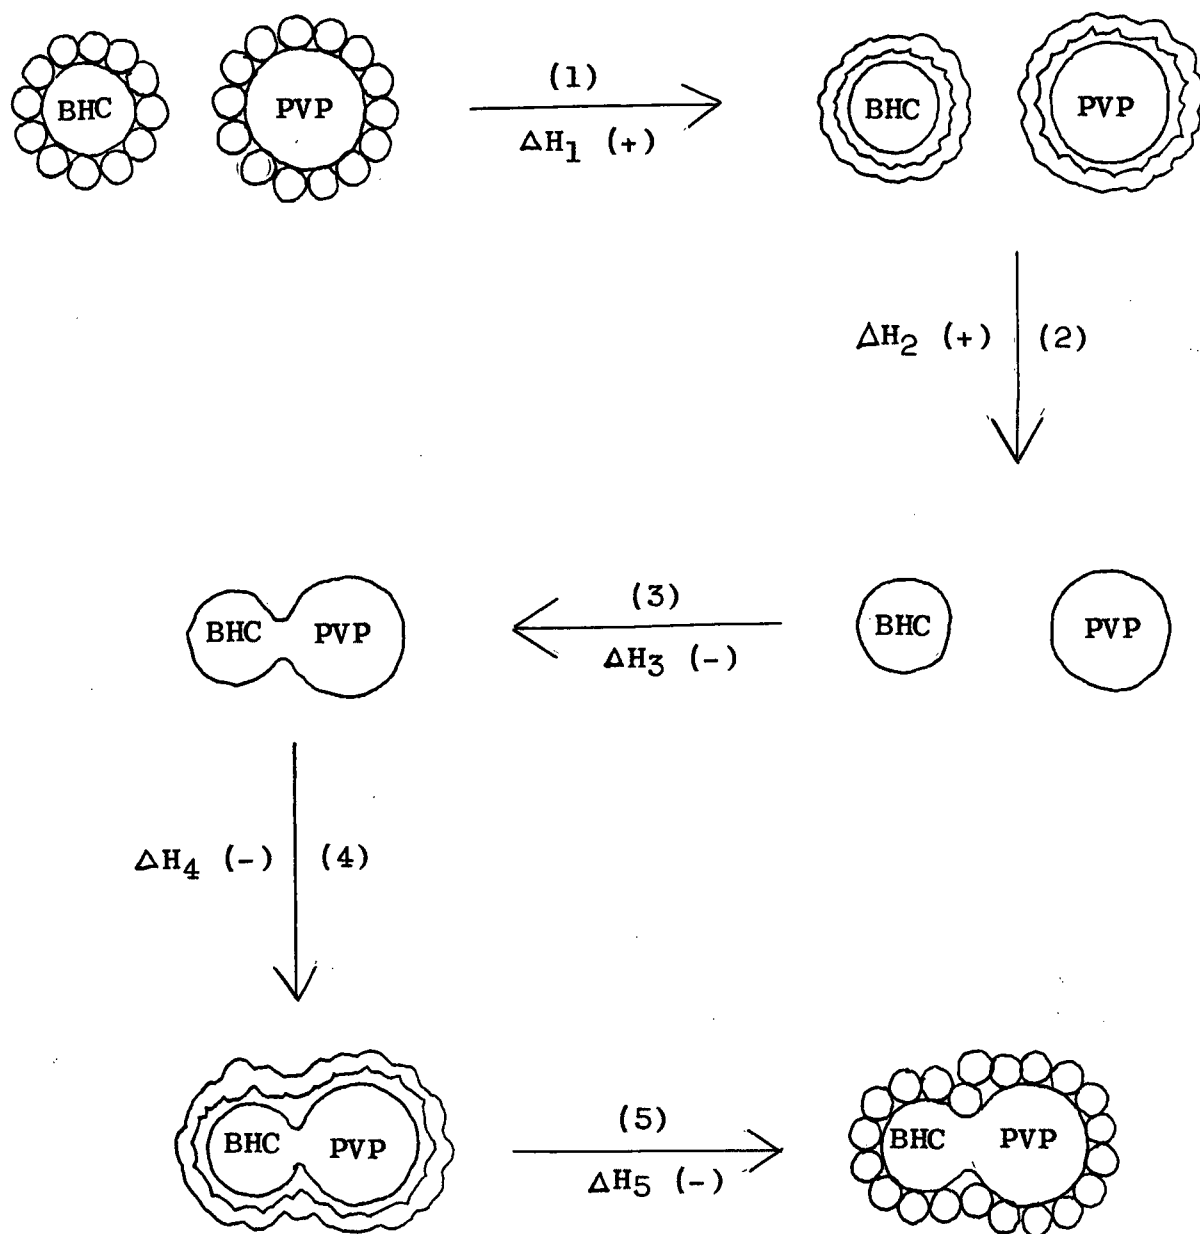 BHC
PVP
(1)
ΔH₁ (+)
BHC
PVP
ΔH₂ (+) (2)
BHC PVP
(3)
ΔH₃ (-)
BHC
PVP
ΔH₄ (-) (4)
BHC PVP
(5)
ΔH₅ (-)
BHC PVP